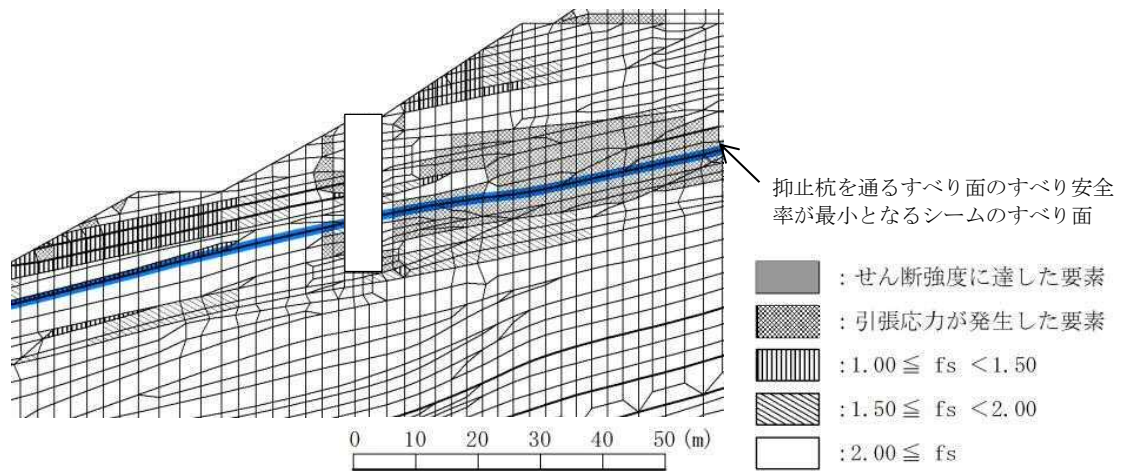 抑止杭を通るすべり面のすべり安全
率が最小となるシームのすべり面
：せん断強度に達した要素
：引張応力が発生した要素
：1.00≦ fs ＜1.50
：1.50≦ fs ＜2.00
：2.00≦ fs
0 10 20 30 40 50 (m)